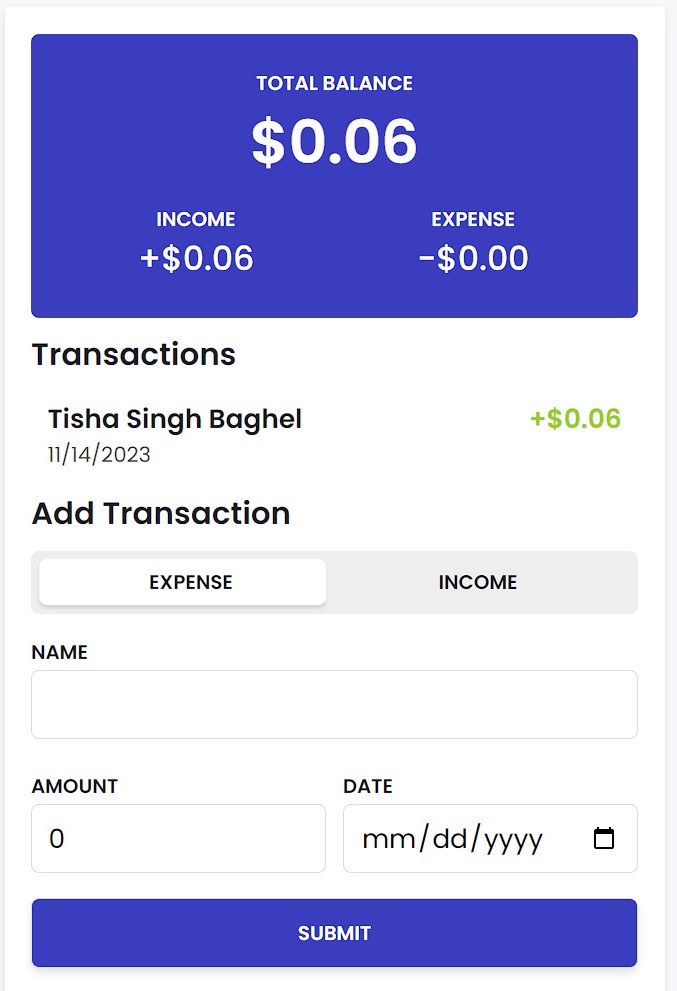 TOTAL BALANCE
$0.06
INCOME EXPENSE
+$0.06 -$0.00
Transactions
Tisha Singh Baghel +$0.06
11/14/2023
Add Transaction
EXPENSE INCOME
NAME
AMOUNT DATE
0 mm/dd/yyyy
SUBMIT